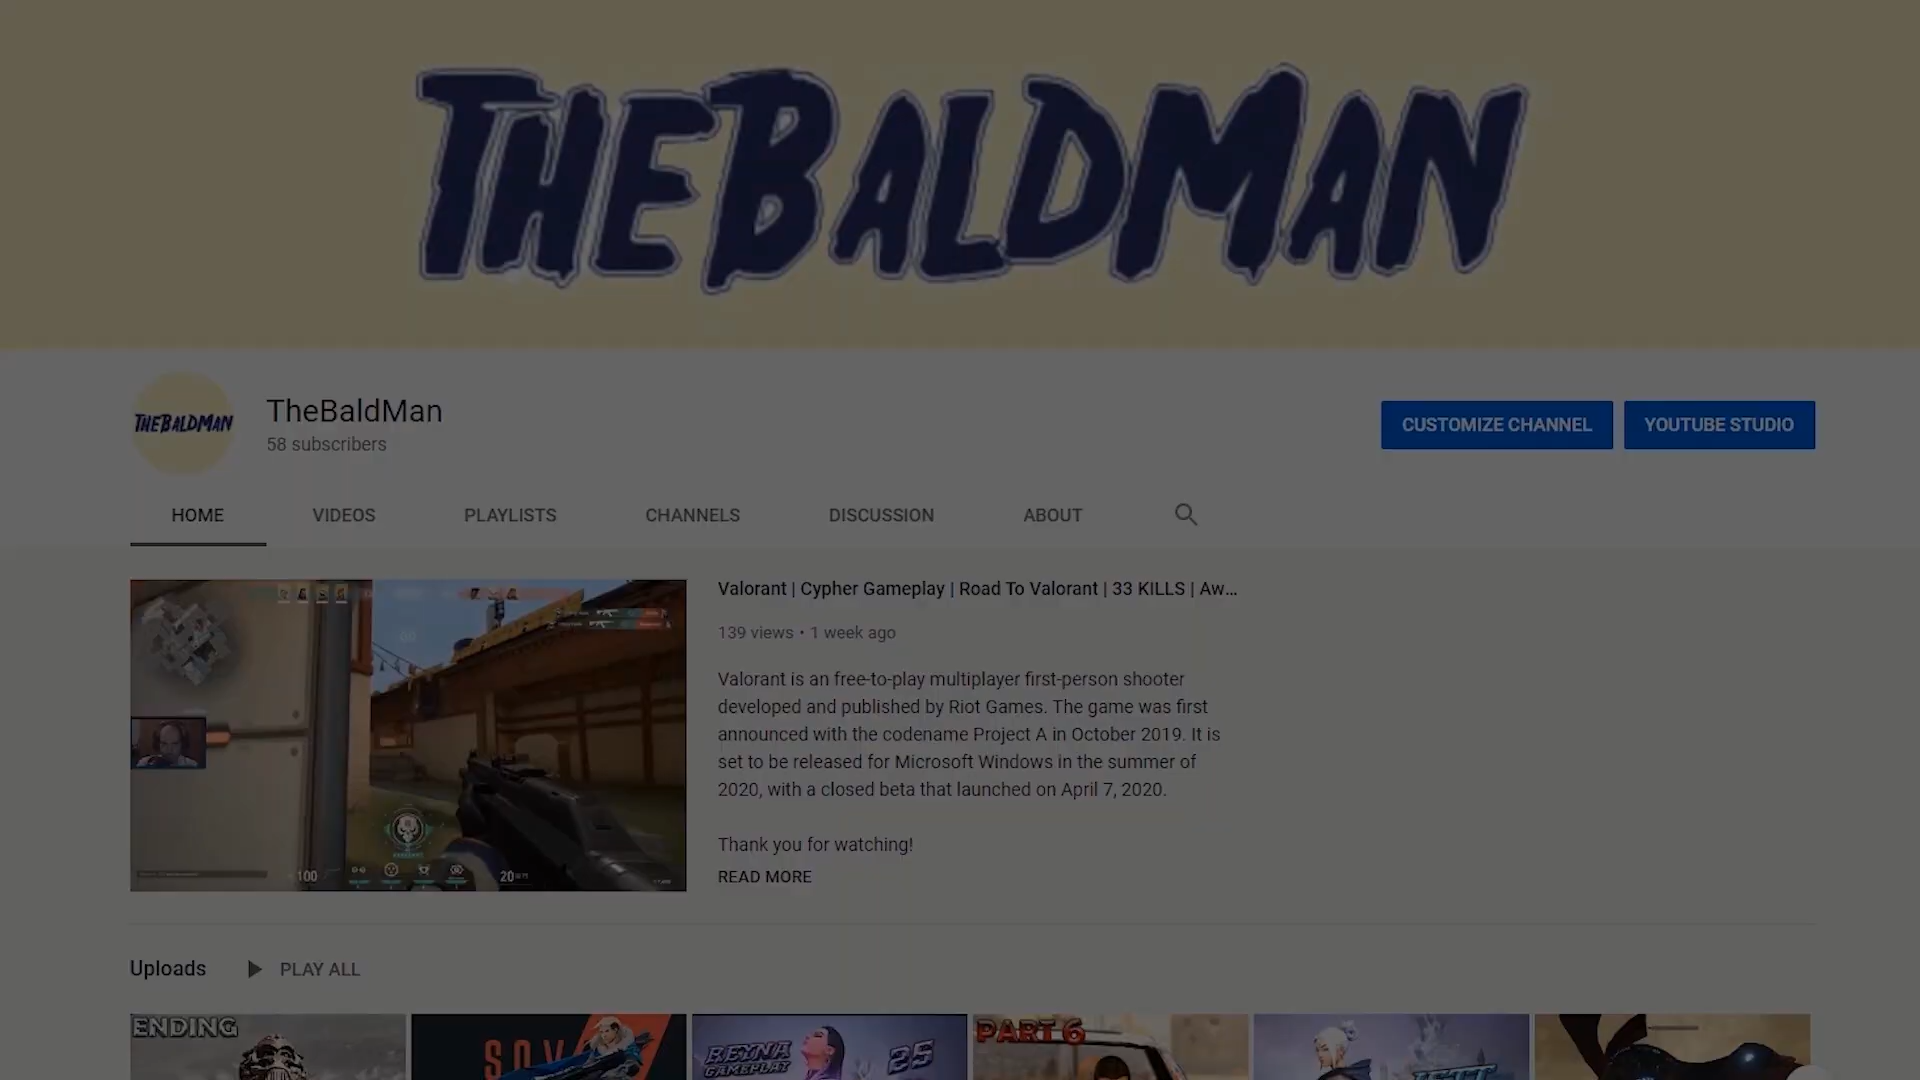 THEBALDMAN
THEBALDMAN
TheBaldMan
58 subscribers
CUSTOMIZE CHANNEL
YOUTUBE STUDIO
HOME
VIDEOS
PLAYLISTS
CHANNELS
DISCUSSION
ABOUT
100
20
Valorant | Cypher Gameplay | Road To Valorant | 33 KILLS | Aw...
139 views • 1 week ago
Valorant is an free-to-play multiplayer first-person shooter
developed and published by Riot Games. The game was first
announced with the codename Project A in October 2019. It is
set to be released for Microsoft Windows in the summer of
2020, with a closed beta that launched on April 7, 2020.
Thank you for watching!
READ MORE
Uploads
PLAY ALL
ENDING
REYNA
GAMEPLAY
25
PART 6
JETT